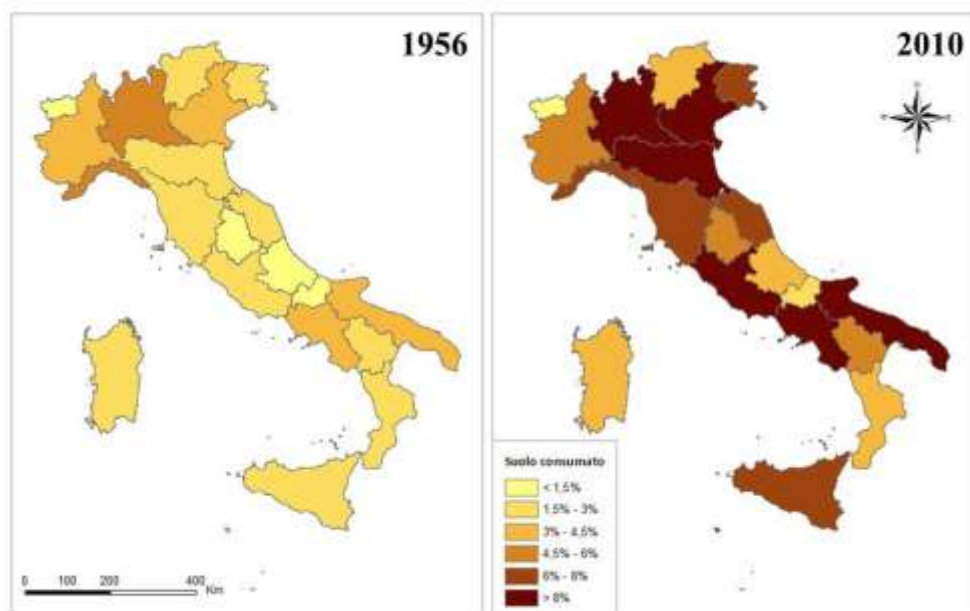 1956
2010
Suolo consumato
< 1,5%
1,5% - 3%
3% - 4,5%
4,5% - 6%
6% - 8%
> 8%
0 100 200 400
Km